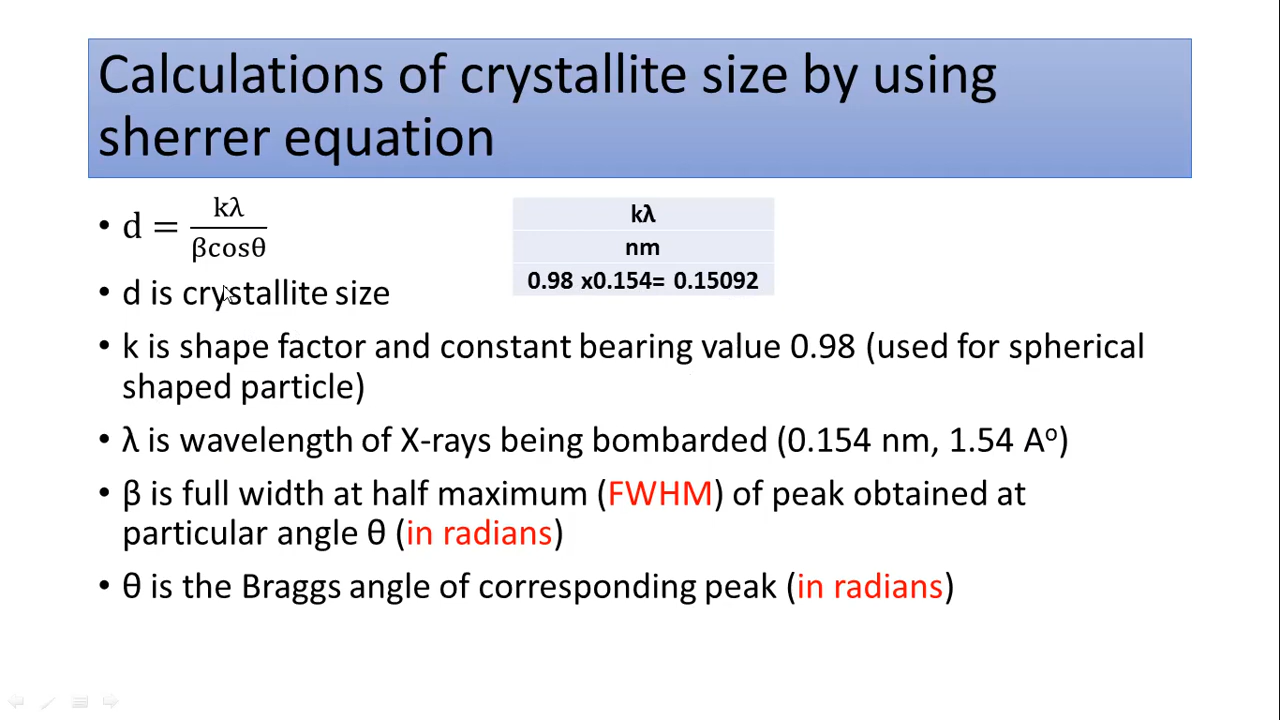 Calculations of crystallite size by using
sherrer equation
• d = kλ/βcosθ
kλ
nm
0.98 x0.154= 0.15092
• d is crystallite size
• k is shape factor and constant bearing value 0.98 (used for spherical
shaped particle)
• λ is wavelength of X-rays being bombarded (0.154 nm, 1.54 Aᵒ)
• β is full width at half maximum (FWHM) of peak obtained at
particular angle θ (in radians)
• θ is the Braggs angle of corresponding peak (in radians)